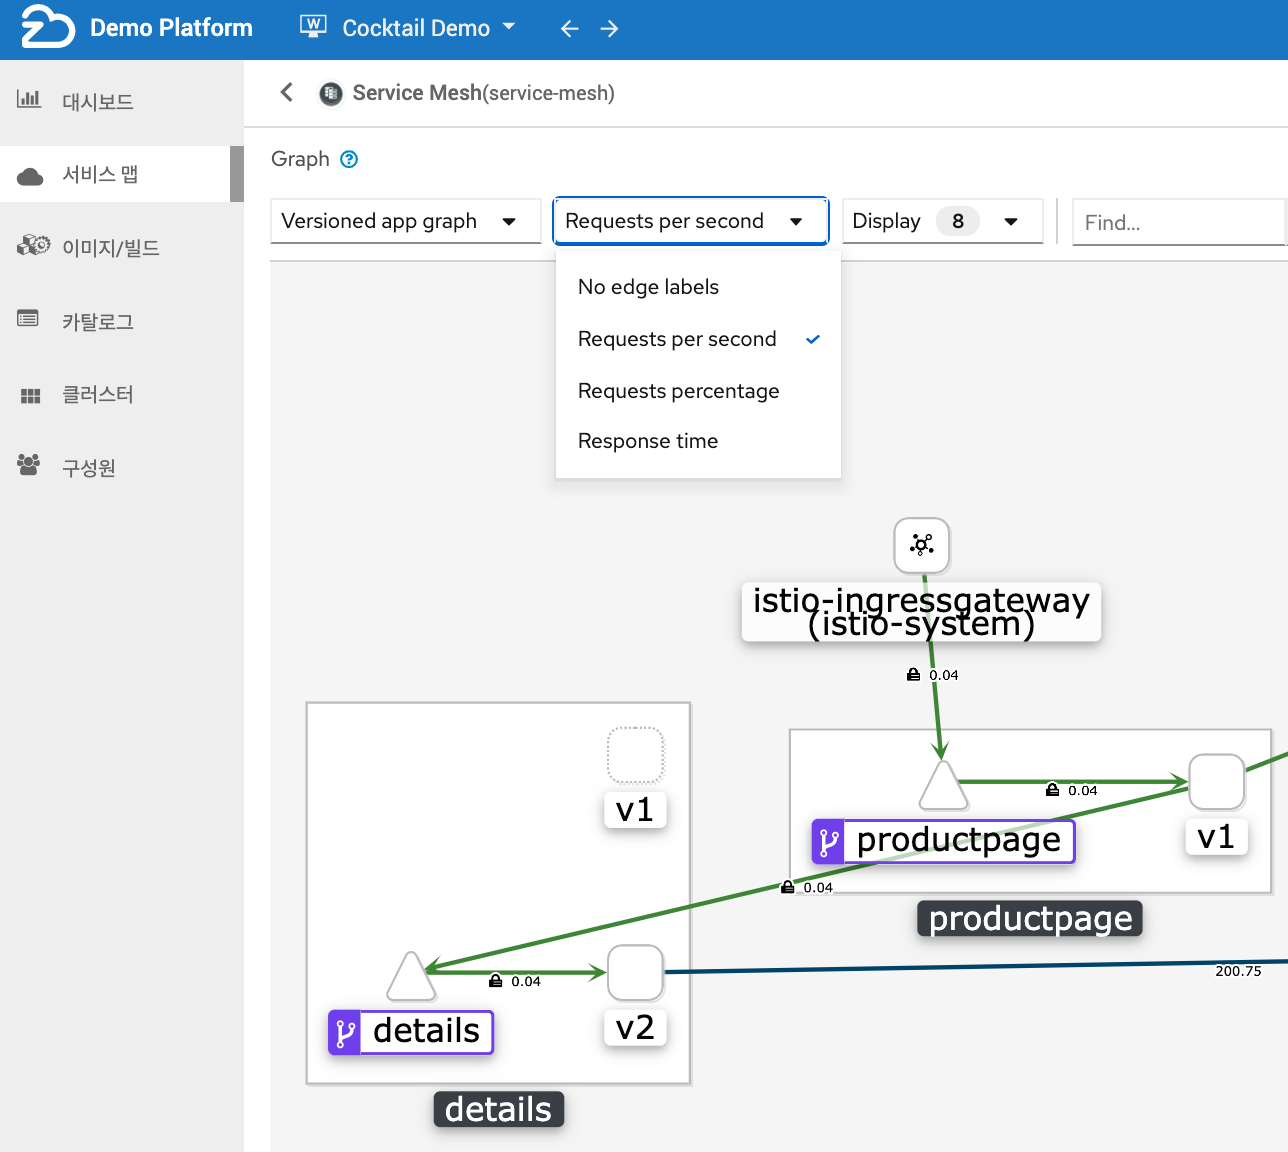 Demo Platform
W
Cocktail Demo
대시보드
서비스 맵
이미지/빌드
카탈로그
클러스터
구성원
Service Mesh(service-mesh)
Graph ?
Versioned app graph
Requests per second
Display 8
Find...
No edge labels
Requests per second
Requests percentage
Response time
istio-ingressgateway
(istio-system)
0.04
0.04
productpage
v1
0.04
productpage
v1
0.04
details
v2
200.75
details